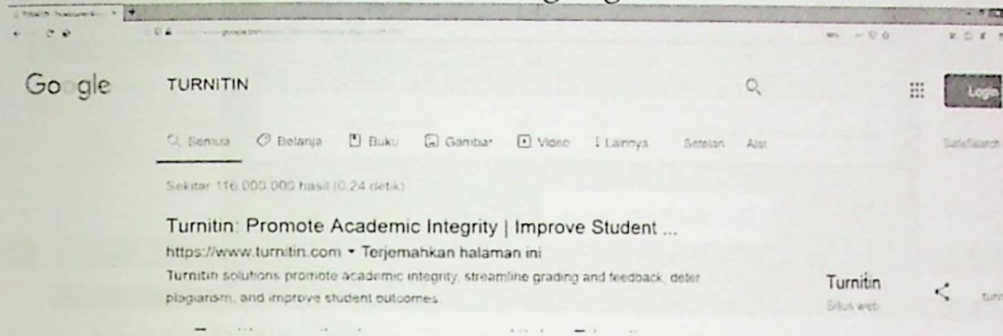 Google TURNITIN Login
Semua Belanja Buku Gambar Video Lainnya Setelan Alat SafeSearch
Sekitar 116.000.000 hasil (0,24 detik)
Turnitin: Promote Academic Integrity | Improve Student ...
https://www.turnitin.com Terjemahkan halaman ini
Turnitin solutions promote academic integrity, streamline grading and feedback, deter
plagiarism, and improve student outcomes.
Turnitin
Situs web